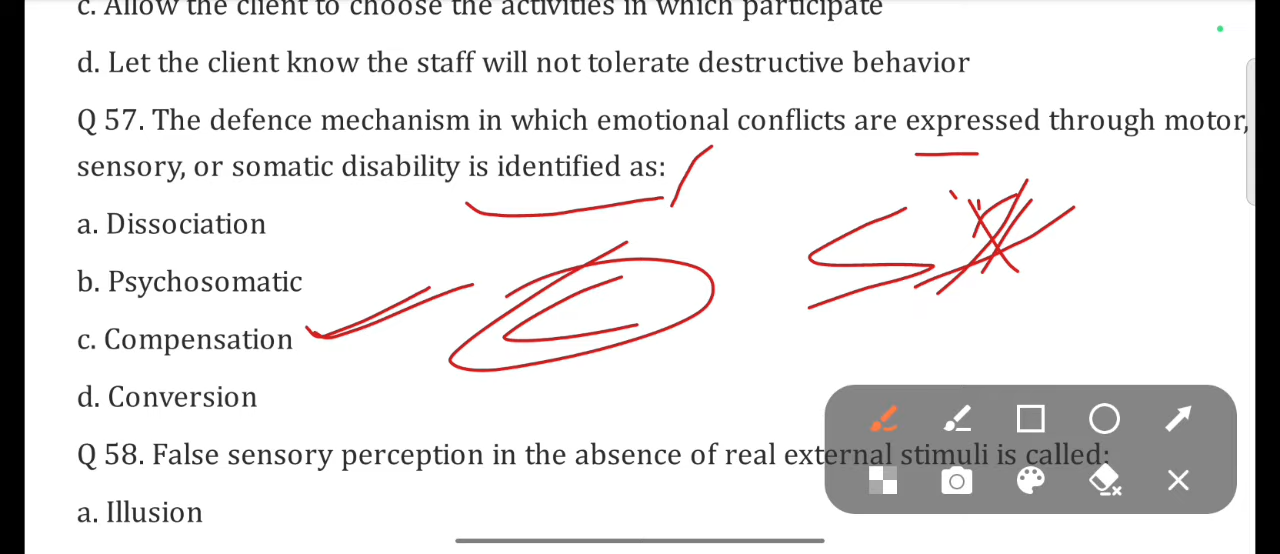 c. Allow the client to choose the activities in which participate
d. Let the client know the staff will not tolerate destructive behavior
Q 57. The defence mechanism in which emotional conflicts are expressed through motor,
sensory, or somatic disability is identified as:
a. Dissociation
b. Psychosomatic
c. Compensation
d. Conversion
Q 58. False sensory perception in the absence of real external stimuli is called:
a. Illusion